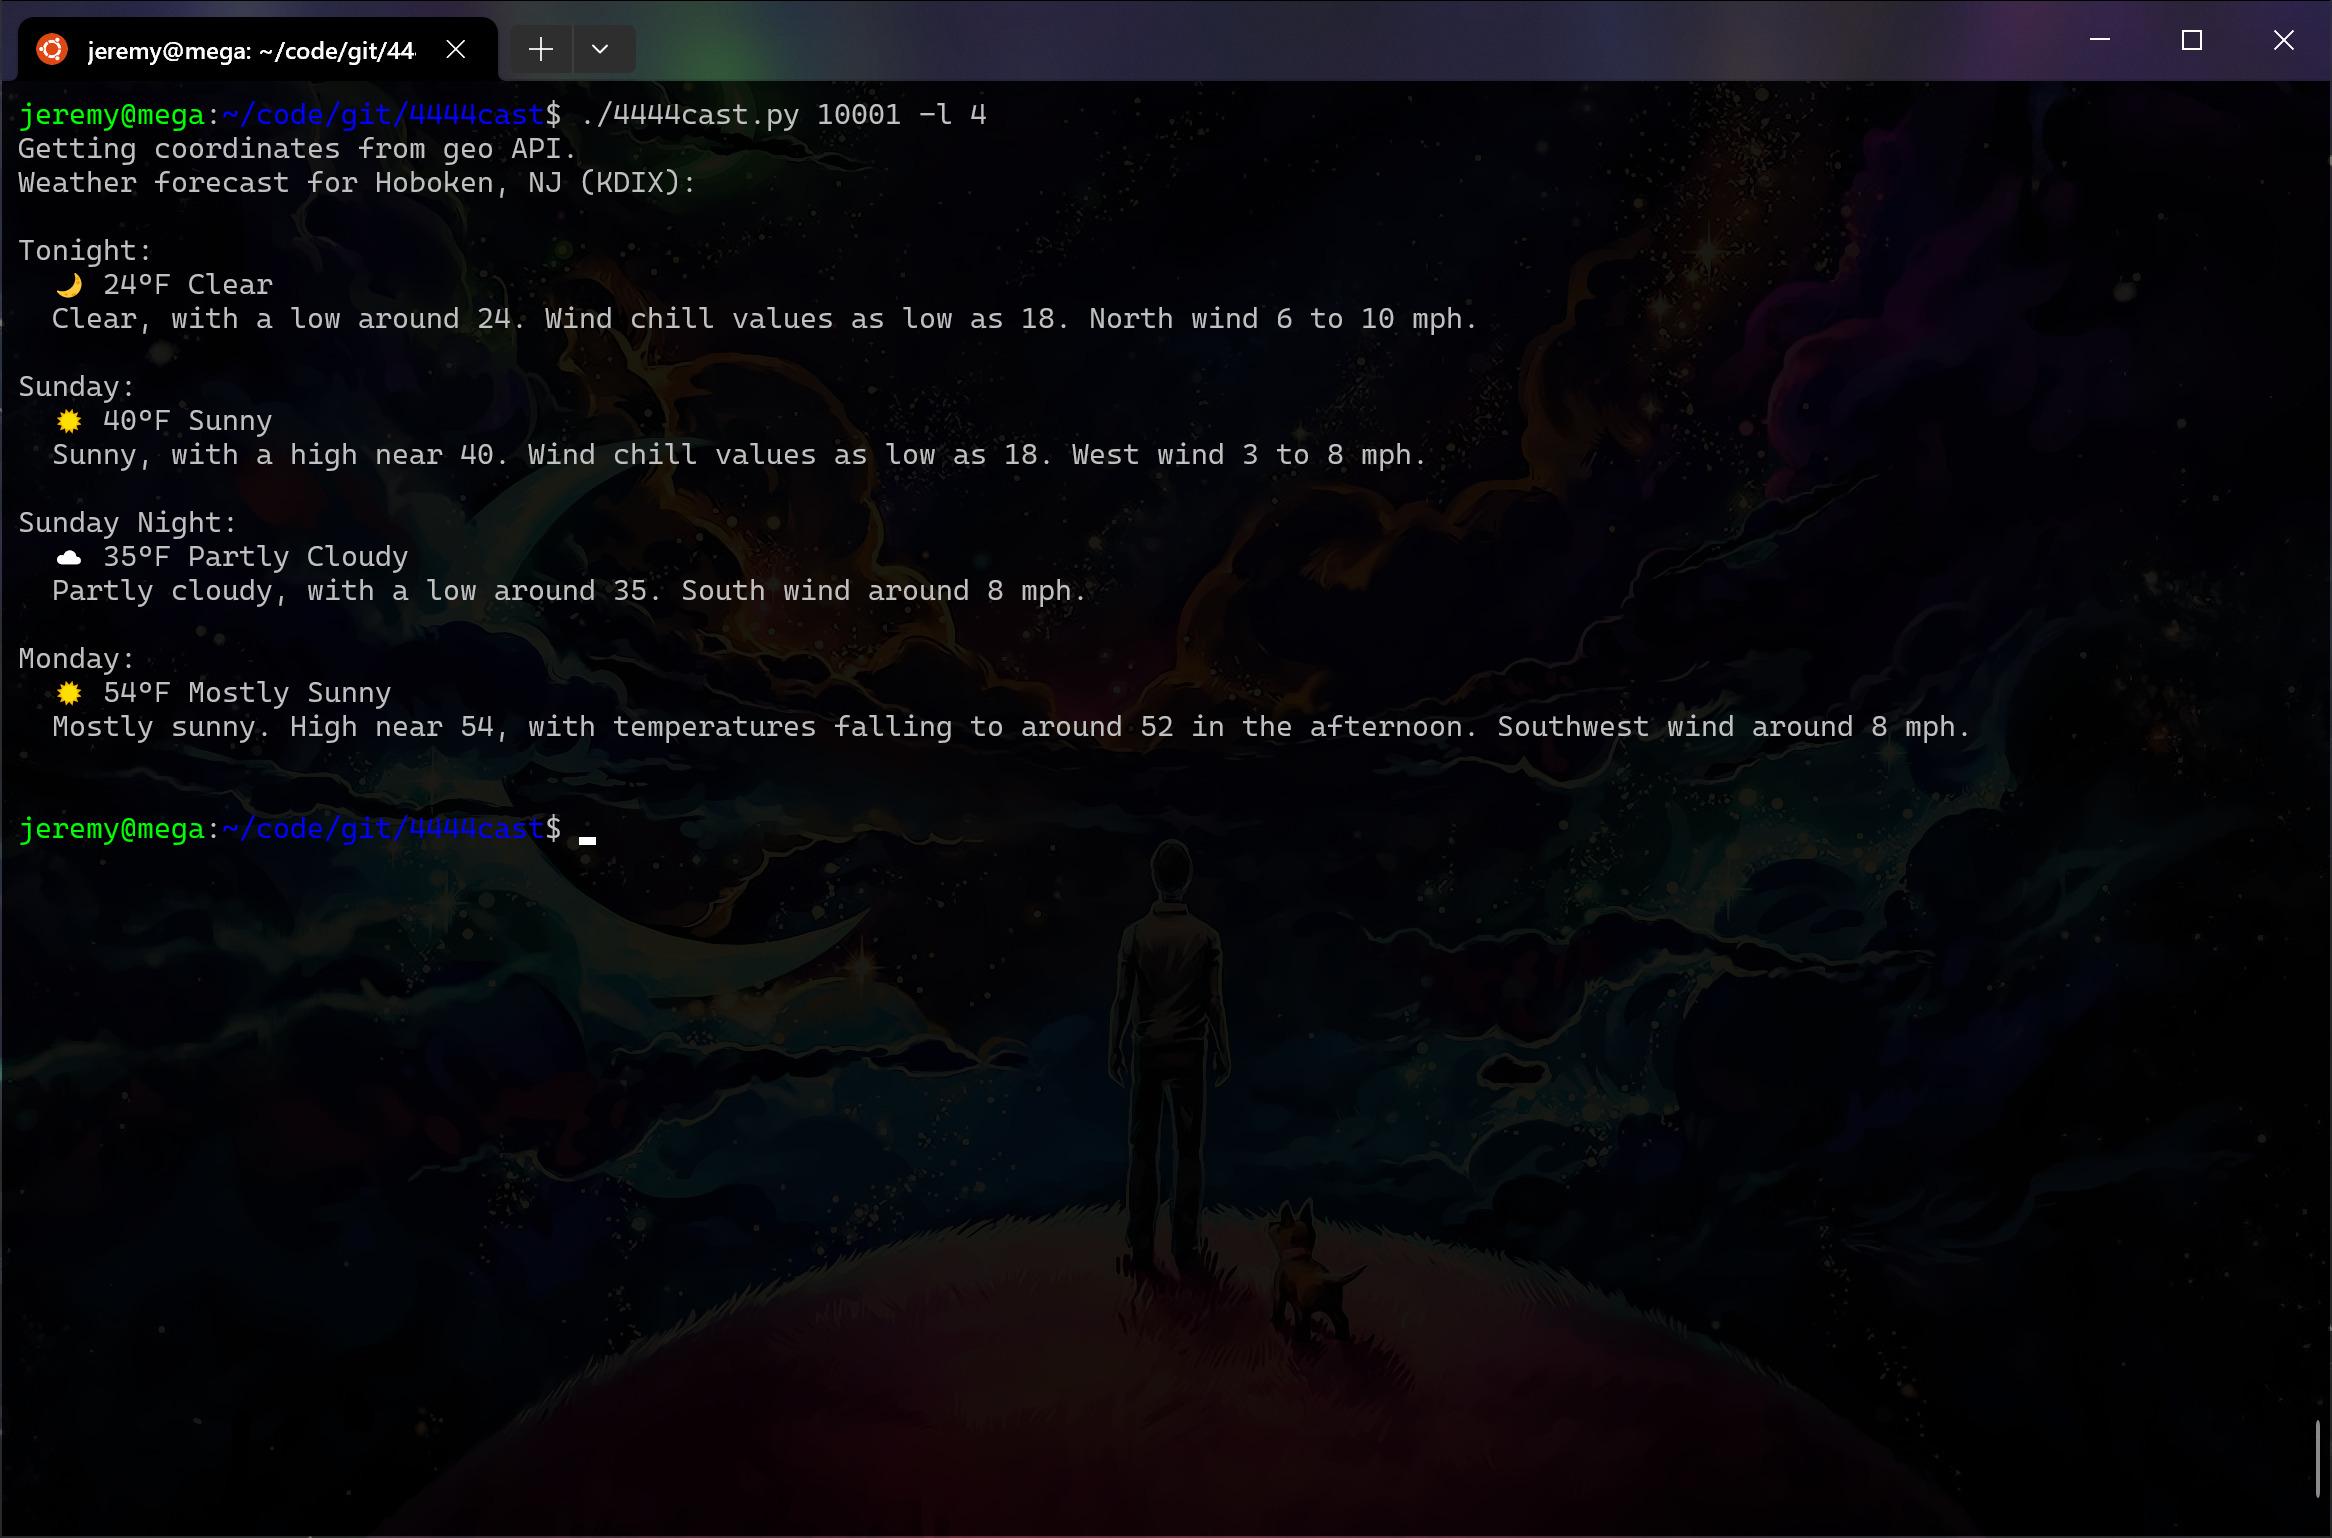 jeremy@mega: ~/code/git/44
jeremy@mega:~/code/git/4444cast$ ./4444cast.py 10001 -l 4
Getting coordinates from geo API.
Weather forecast for Hoboken, NJ (KDIX):
Tonight:
🌙 24°F Clear
Clear, with a low around 24. Wind chill values as low as 18. North wind 6 to 10 mph.
Sunday:
☀ 40°F Sunny
Sunny, with a high near 40. Wind chill values as low as 18. West wind 3 to 8 mph.
Sunday Night:
☁ 35°F Partly Cloudy
Partly cloudy, with a low around 35. South wind around 8 mph.
Monday:
☀ 54°F Mostly Sunny
Mostly sunny. High near 54, with temperatures falling to around 52 in the afternoon. Southwest wind around 8 mph.
jeremy@mega:~/code/git/4444cast$